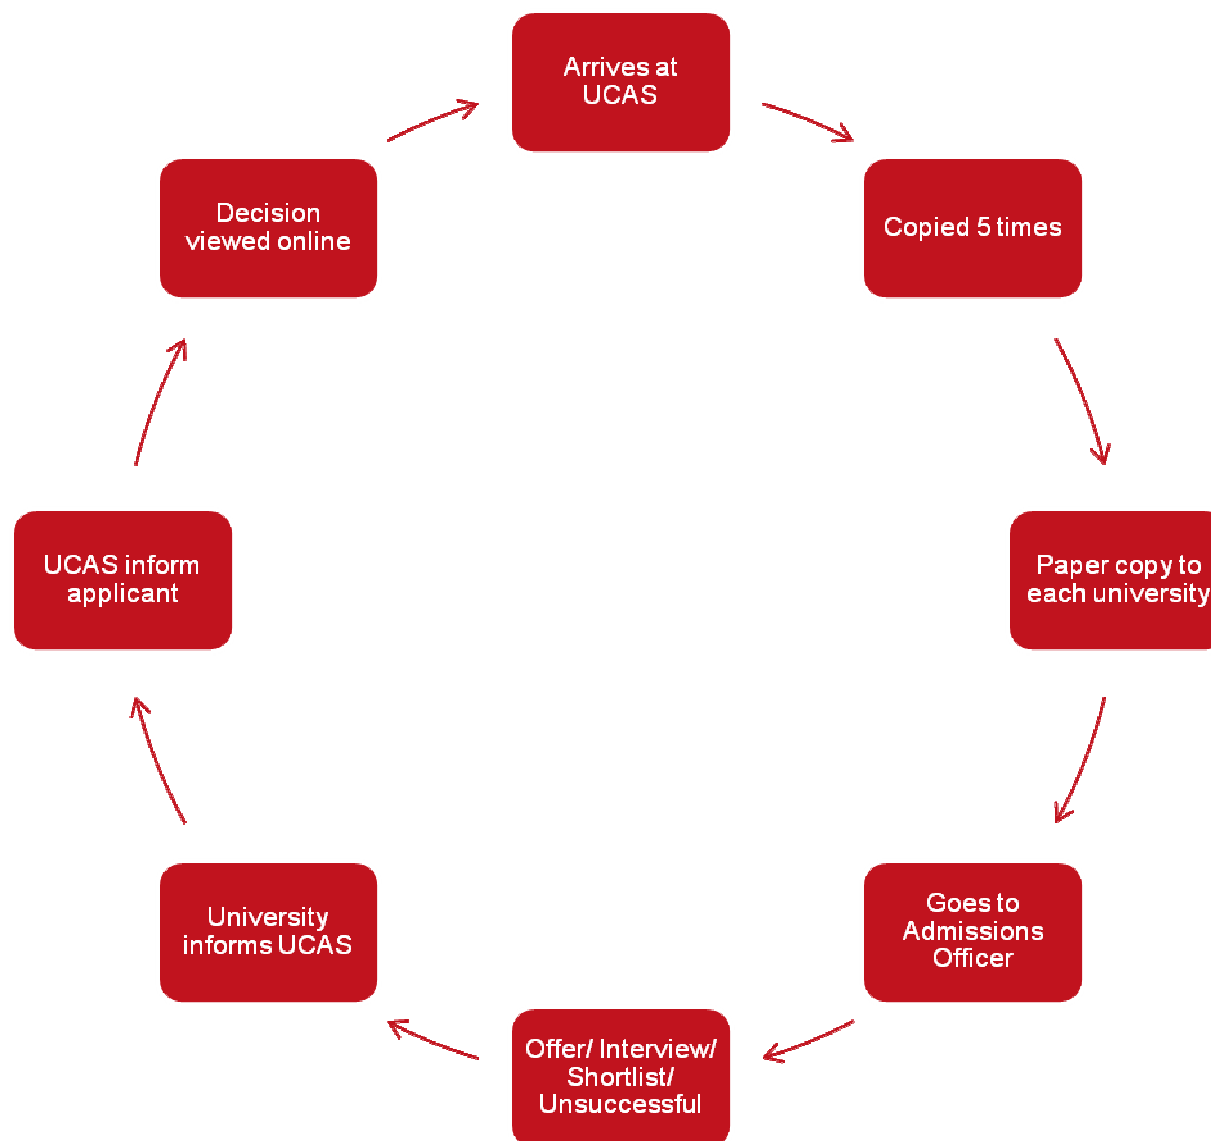 Arrives at
UCAS
Copied 5 times
Paper copy to
each university
Goes to
Admissions
Officer
Offer/ Interview/
Shortlist/
Unsuccessful
University
informs UCAS
UCAS inform
applicant
Decision
viewed online